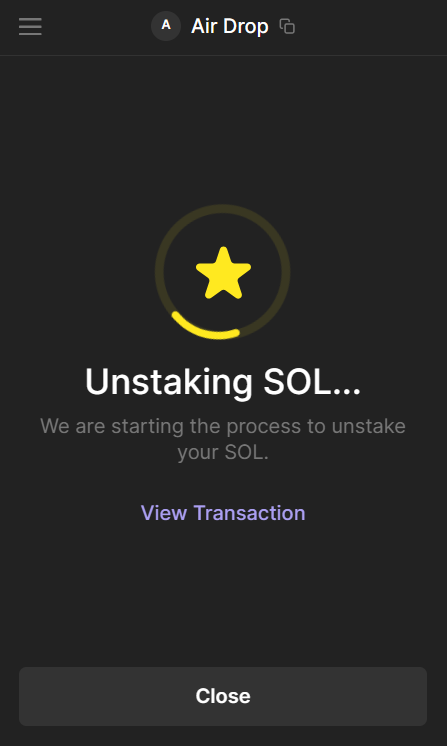 A Air Drop
Unstaking SOL...
We are starting the process to unstake
your SOL.
View Transaction
Close